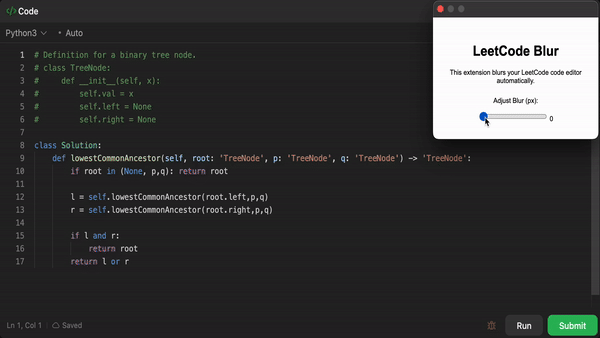 </> Code
Python3 • Auto
1 # Definition for a binary tree node.
2 # class TreeNode:
3 #     def __init__(self, x):
4 #         self.val = x
5 #         self.left = None
6 #         self.right = None
7
8 class Solution:
9     def lowestCommonAncestor(self, root: 'TreeNode', p: 'TreeNode', q: 'TreeNode') -> 'TreeNode':
10         if root in (None, p,q): return root
11
12         l = self.lowestCommonAncestor(root.left,p,q)
13         r = self.lowestCommonAncestor(root.right,p,q)
14
15         if l and r:
16             return root
17         return l or r
Ln 1, Col 1 Saved
Run Submit
LeetCode Blur
This extension blurs your LeetCode code editor
automatically.
Adjust Blur (px):
0